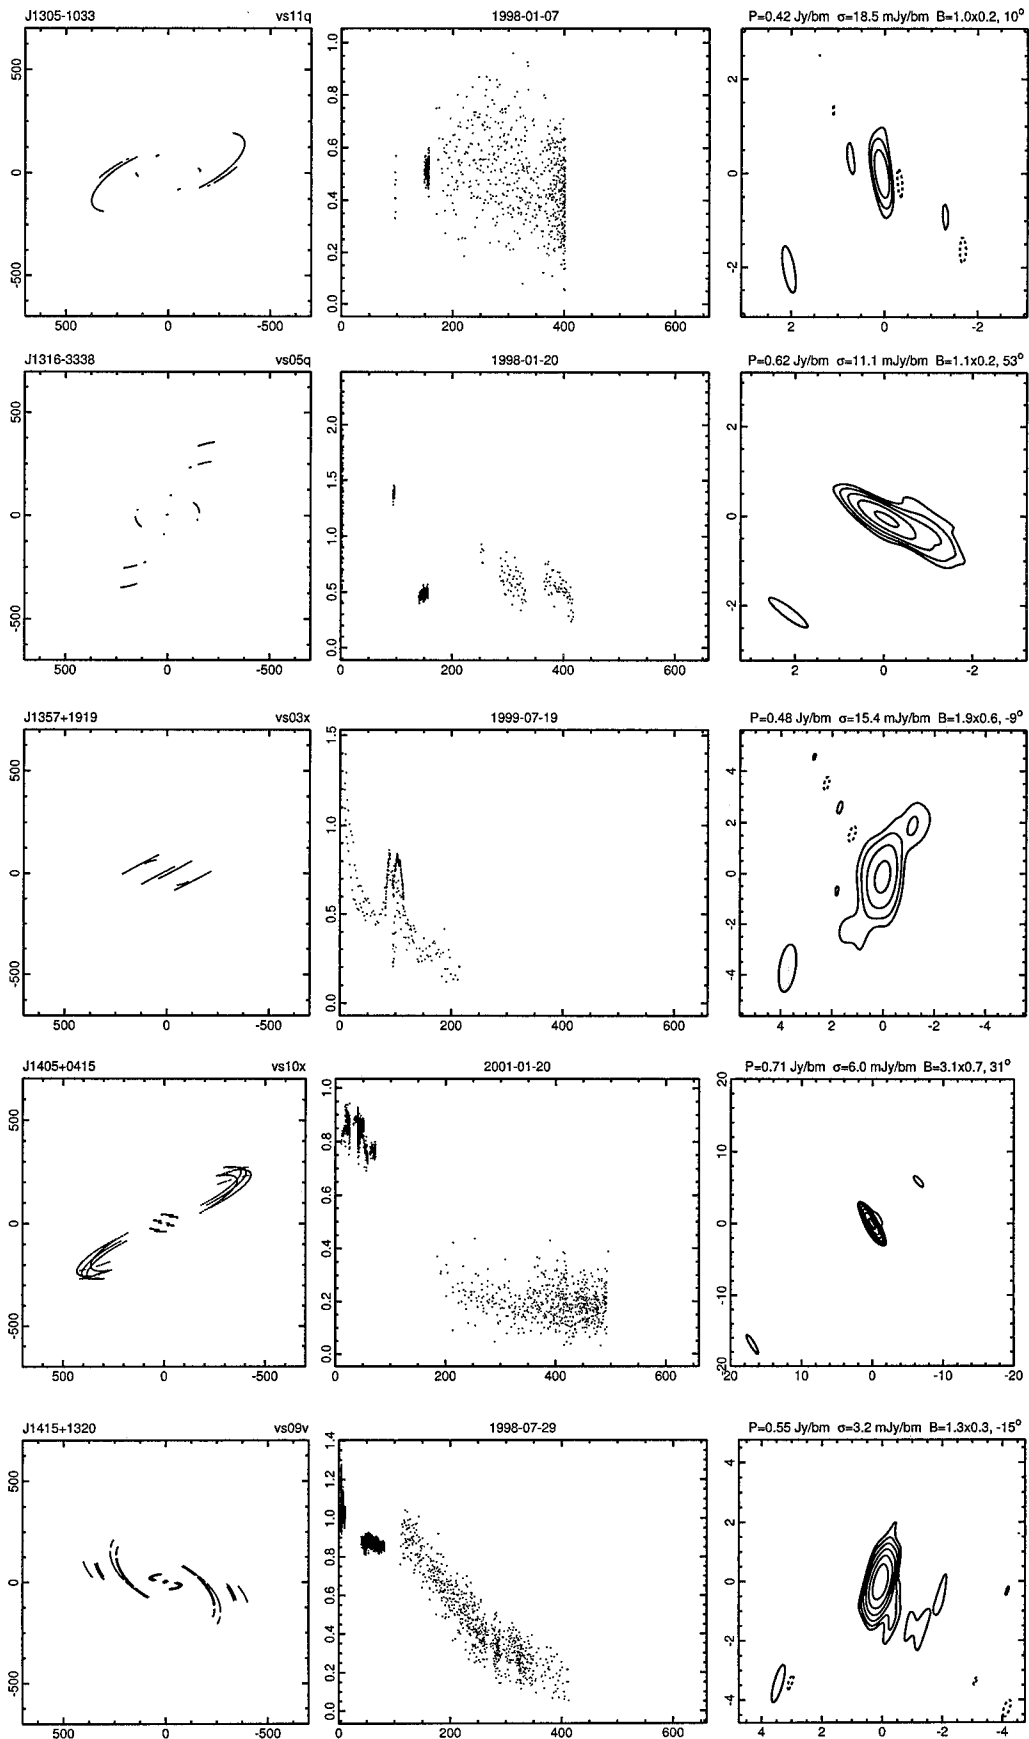 J1305-1033 vs11q
500
0
-500
500 0 -500
1998-01-07
1.0
0.8
0.6
0.4
0.2
0.0
0 200 400 600
P=0.42 Jy/bm σ=18.5 mJy/bm B=1.0x0.2, 10°
2
0
-2
2 0 -2
J1316-3338 vs05q
500
0
-500
500 0 -500
1998-01-20
2.0
1.5
1.0
0.5
0.0
0 200 400 600
P=0.62 Jy/bm σ=11.1 mJy/bm B=1.1x0.2, 53°
2
0
-2
2 0 -2
J1357+1919 vs03x
500
0
-500
500 0 -500
1999-07-19
1.5
1.0
0.5
0.0
0 200 400 600
P=0.48 Jy/bm σ=15.4 mJy/bm B=1.9x0.6, -9°
4
2
0
-2
-4
4 2 0 -2 -4
J1405+0415 vs10x
500
0
-500
500 0 -500
2001-01-20
1.0
0.8
0.6
0.4
0.2
0.0
0 200 400 600
P=0.71 Jy/bm σ=6.0 mJy/bm B=3.1x0.7, 31°
20
10
0
-10
-20
20 10 0 -10 -20
J1415+1320 vs09v
500
0
-500
500 0 -500
1998-07-29
1.4
1.2
1.0
0.8
0.6
0.4
0.2
0.0
0 200 400 600
P=0.55 Jy/bm σ=3.2 mJy/bm B=1.3x0.3, -15°
4
2
0
-2
-4
4 2 0 -2 -4